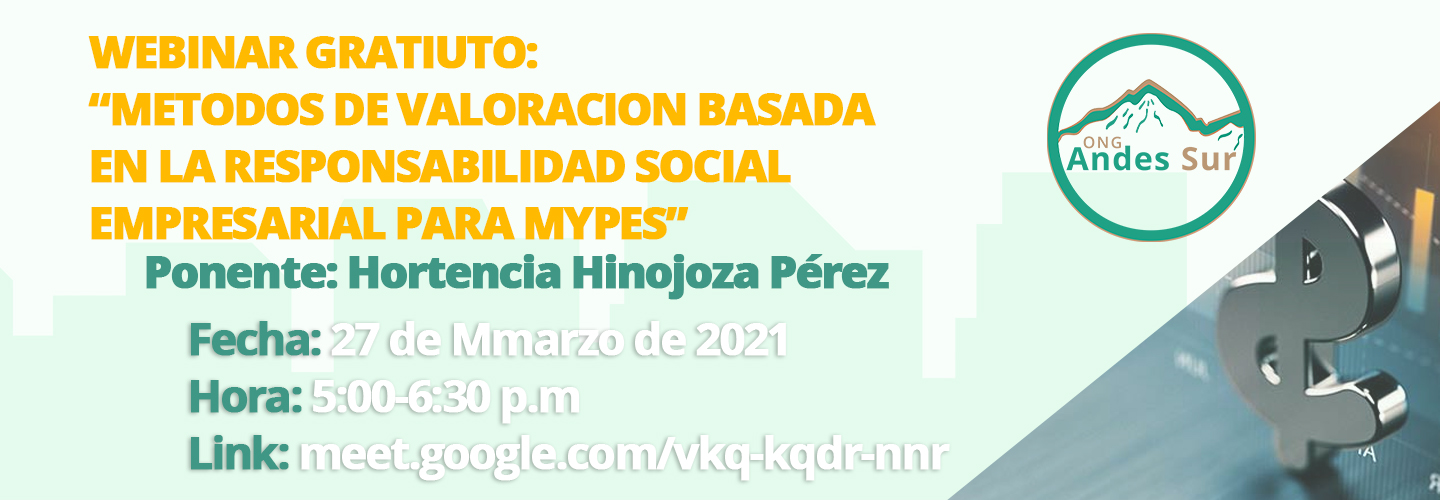 WEBINAR GRATIUTO:
“METODOS DE VALORACION BASADA
EN LA RESPONSABILIDAD SOCIAL
EMPRESARIAL PARA MYPES”
Ponente: Hortencia Hinojoza Pérez
Fecha: 27 de Mmarzo de 2021
Hora: 5:00-6:30 p.m
Link: meet.google.com/vkq-kqdr-nnr
ONG
Andes Sur